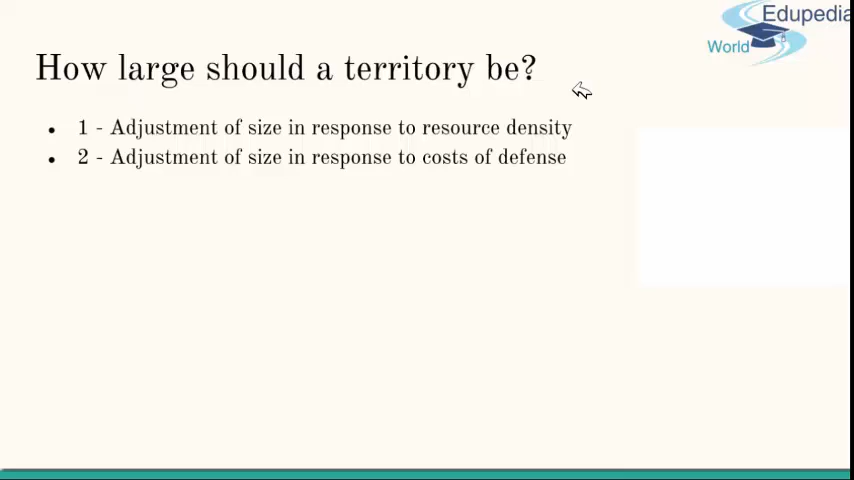 Edupedia
World
How large should a territory be?
• 1 - Adjustment of size in response to resource density
• 2 - Adjustment of size in response to costs of defense